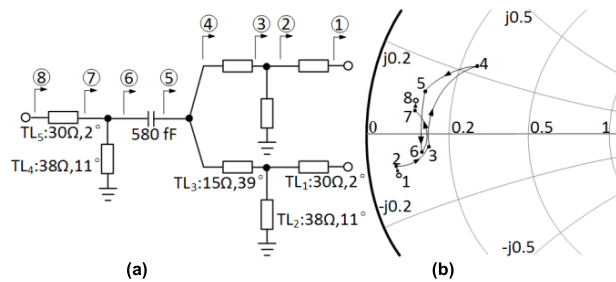 ④ ③ ② ①
⑧ ⑦ ⑥ ⑤
TL₅:30Ω,2°
580 fF
TL₄:38Ω,11°
TL₃:15Ω,39°
TL₁:30Ω,2°
TL₂:38Ω,11°
(a)
j0.5
j0.2
4
5
8
7
0
0.2
0.5
1
6
3
2
1
-j0.2
-j0.5
(b)